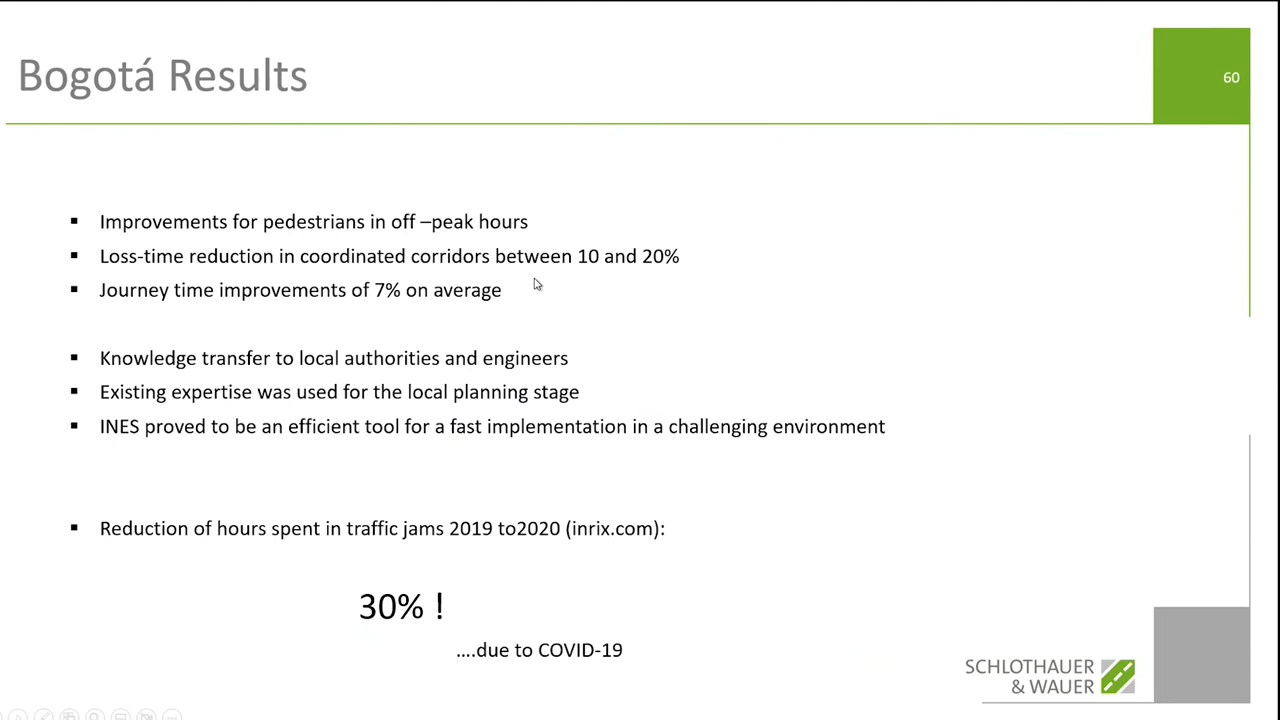 Bogotá Results
60
▪ Improvements for pedestrians in off –peak hours
▪ Loss-time reduction in coordinated corridors between 10 and 20%
▪ Journey time improvements of 7% on average
▪ Knowledge transfer to local authorities and engineers
▪ Existing expertise was used for the local planning stage
▪ INES proved to be an efficient tool for a fast implementation in a challenging environment
▪ Reduction of hours spent in traffic jams 2019 to2020 (inrix.com):
30% !
....due to COVID-19
SCHLOTHAUER
& WAUER